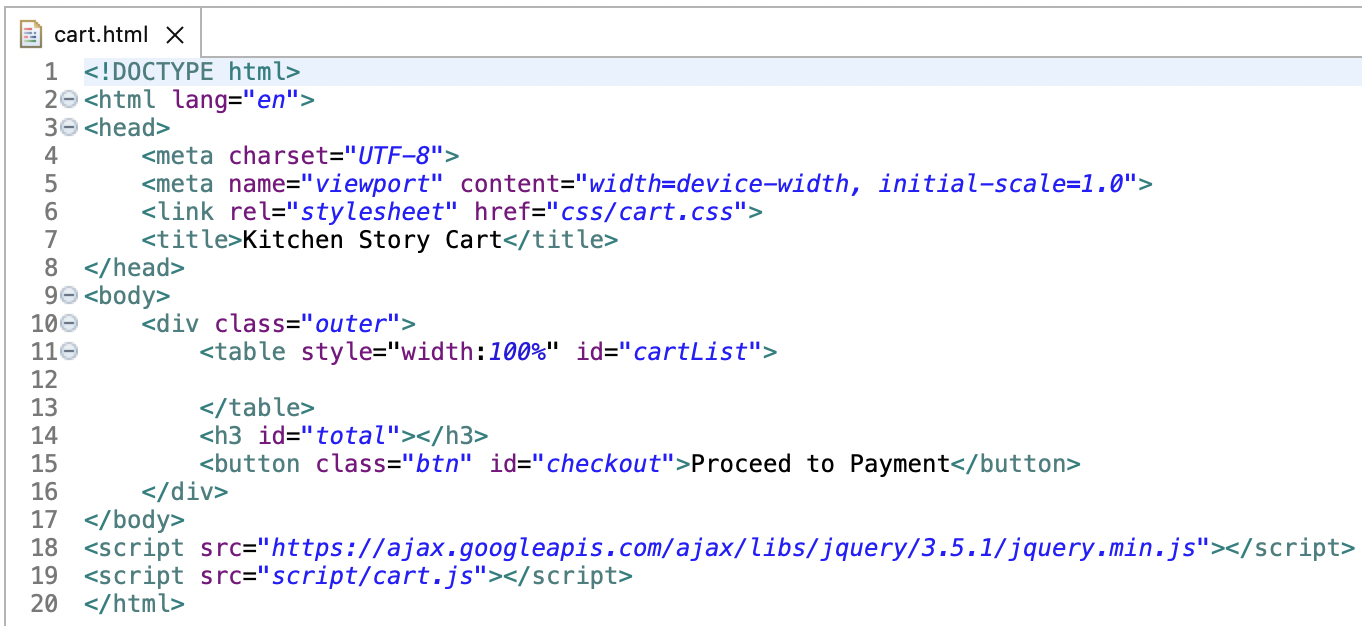 cart.html
1 <!DOCTYPE html>
2 <html lang="en">
3 <head>
4     <meta charset="UTF-8">
5     <meta name="viewport" content="width=device-width, initial-scale=1.0">
6     <link rel="stylesheet" href="css/cart.css">
7     <title>Kitchen Story Cart</title>
8 </head>
9 <body>
10     <div class="outer">
11         <table style="width:100%" id="cartList">
12
13         </table>
14         <h3 id="total"></h3>
15         <button class="btn" id="checkout">Proceed to Payment</button>
16     </div>
17 </body>
18 <script src="https://ajax.googleapis.com/ajax/libs/jquery/3.5.1/jquery.min.js"></script>
19 <script src="script/cart.js"></script>
20 </html>